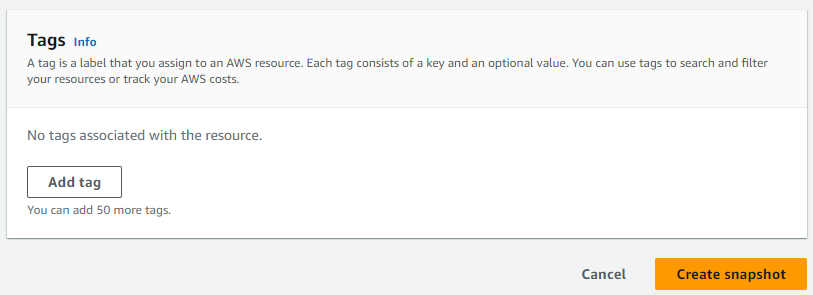 Tags Info
A tag is a label that you assign to an AWS resource. Each tag consists of a key and an optional value. You can use tags to search and filter
your resources or track your AWS costs.
No tags associated with the resource.
Add tag
You can add 50 more tags.
Cancel Create snapshot